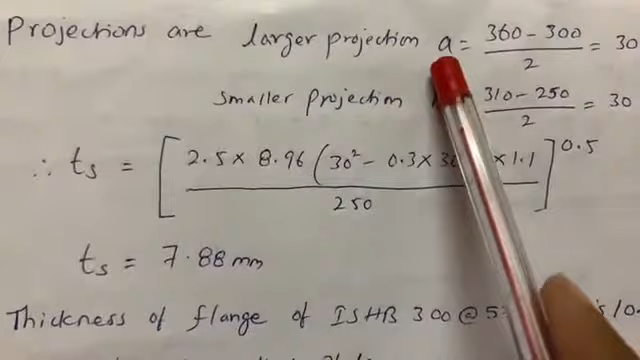 Projections are larger projection a = 360 - 300 / 2 = 30
smaller projection 310 - 250 / 2 = 30
∴ ts = [ 2.5 × 8.96 ( 30² - 0.3 × 3 × 1.1 / 250 ] 0.5
ts = 7.88 mm
Thickness of flange of ISHB 300 @ 5